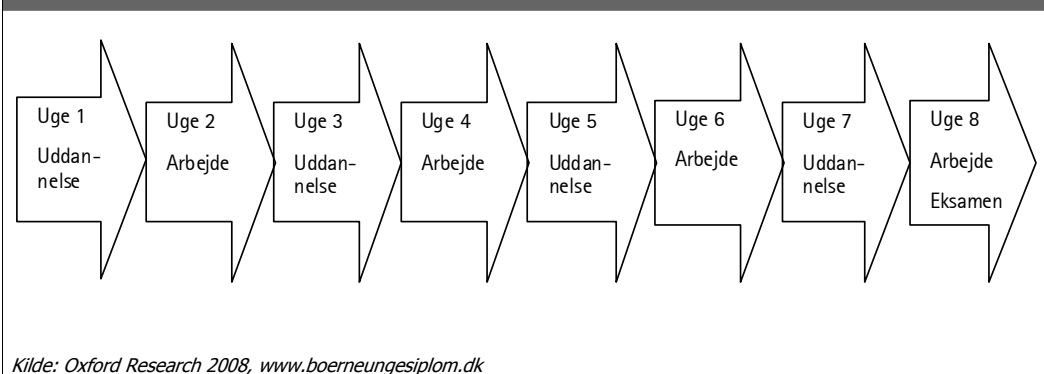 Uge 1
Uddan-
nelse
Uge 2
Arbejde
Uge 3
Uddan-
nelse
Uge 4
Arbejde
Uge 5
Uddan-
nelse
Uge 6
Arbejde
Uge 7
Uddan-
nelse
Uge 8
Arbejde
Eksamen
Kilde: Oxford Research 2008, www.boerneungesiplom.dk